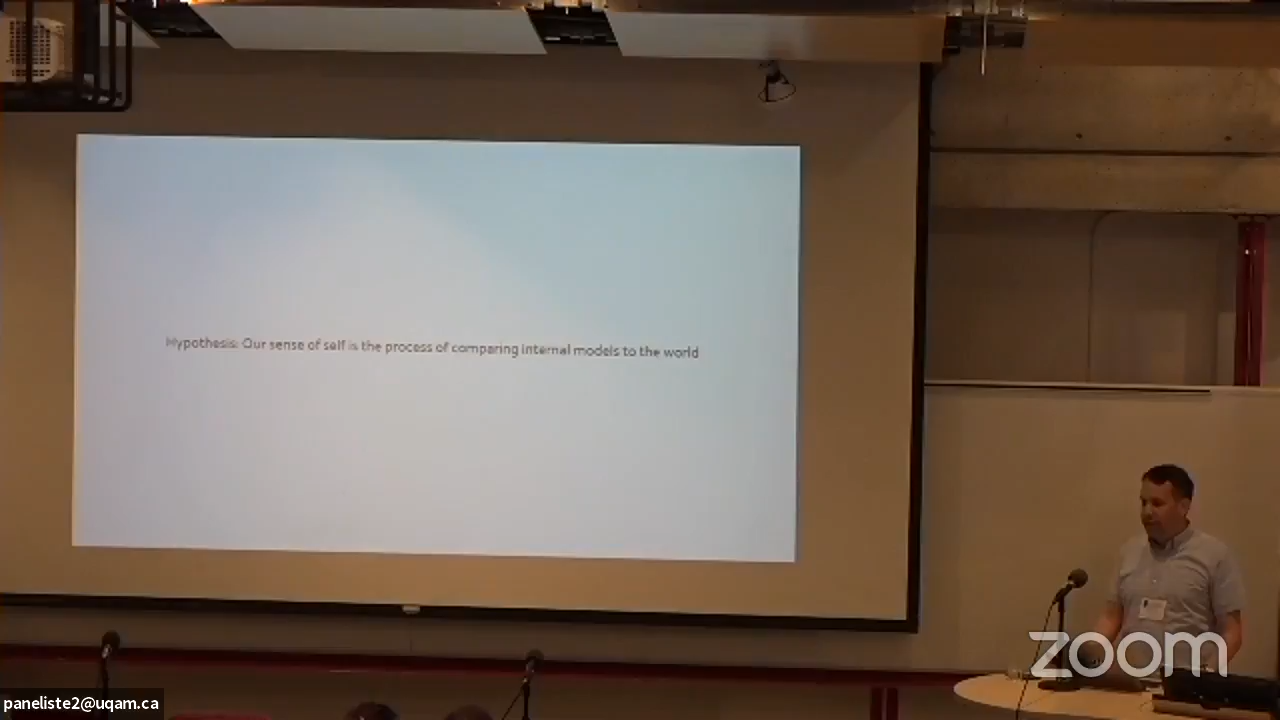 Hypothesis: Our sense of self is the process of comparing internal models to the world
zoom
paneliste2@uqam.ca